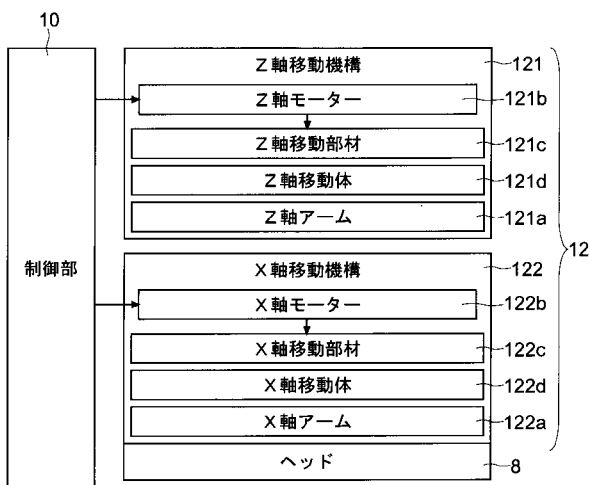 10
Z軸移動機構
121
Z軸モーター
121b
Z軸移動部材
121c
Z軸移動体
121d
Z軸アーム
121a
12
制御部
X軸移動機構
122
X軸モーター
122b
X軸移動部材
122c
X軸移動体
122d
X軸アーム
122a
ヘッド
8